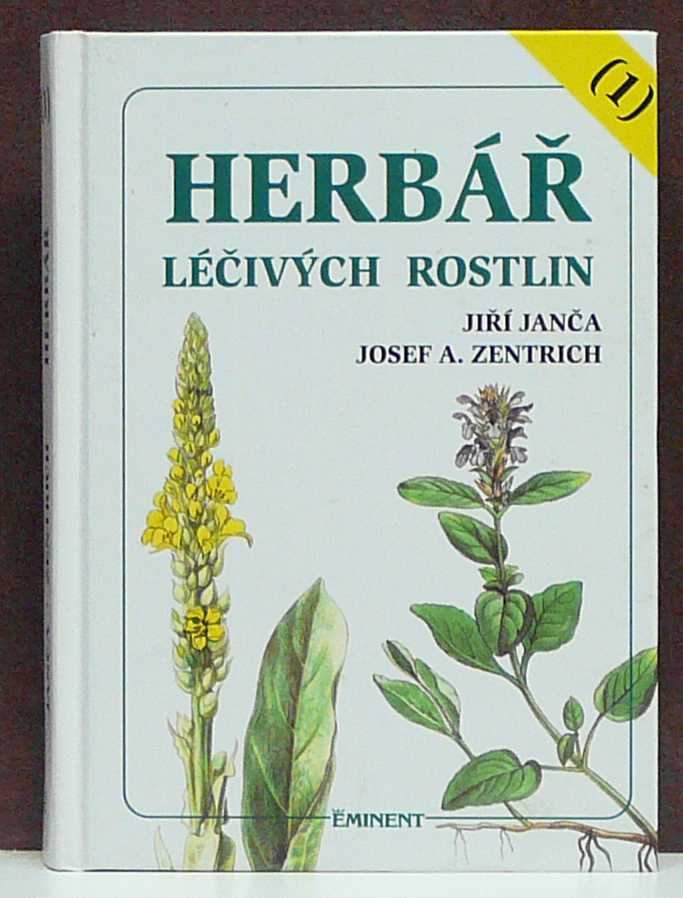 (1)
HERBÁŘ
LÉČIVÝCH ROSTLIN
JIŘÍ JANČA
JOSEF A. ZENTRICH
EMINENT